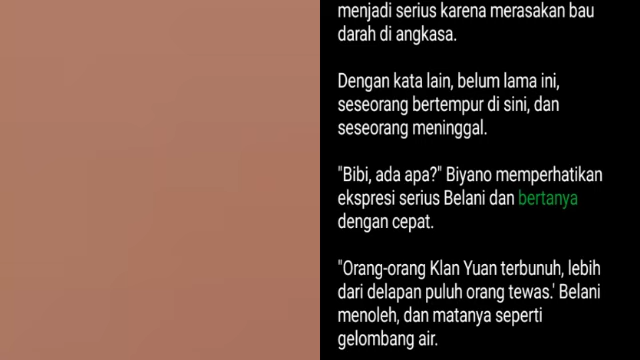 menjadi serius karena merasakan bau
darah di angkasa.
Dengan kata lain, belum lama ini,
seseorang bertempur di sini, dan
seseorang meninggal.
"Bibi, ada apa?" Biyano memperhatikan
ekspresi serius Belani dan bertanya
dengan cepat.
"Orang-orang Klan Yuan terbunuh, lebih
dari delapan puluh orang tewas.' Belani
menoleh, dan matanya seperti
gelombang air.